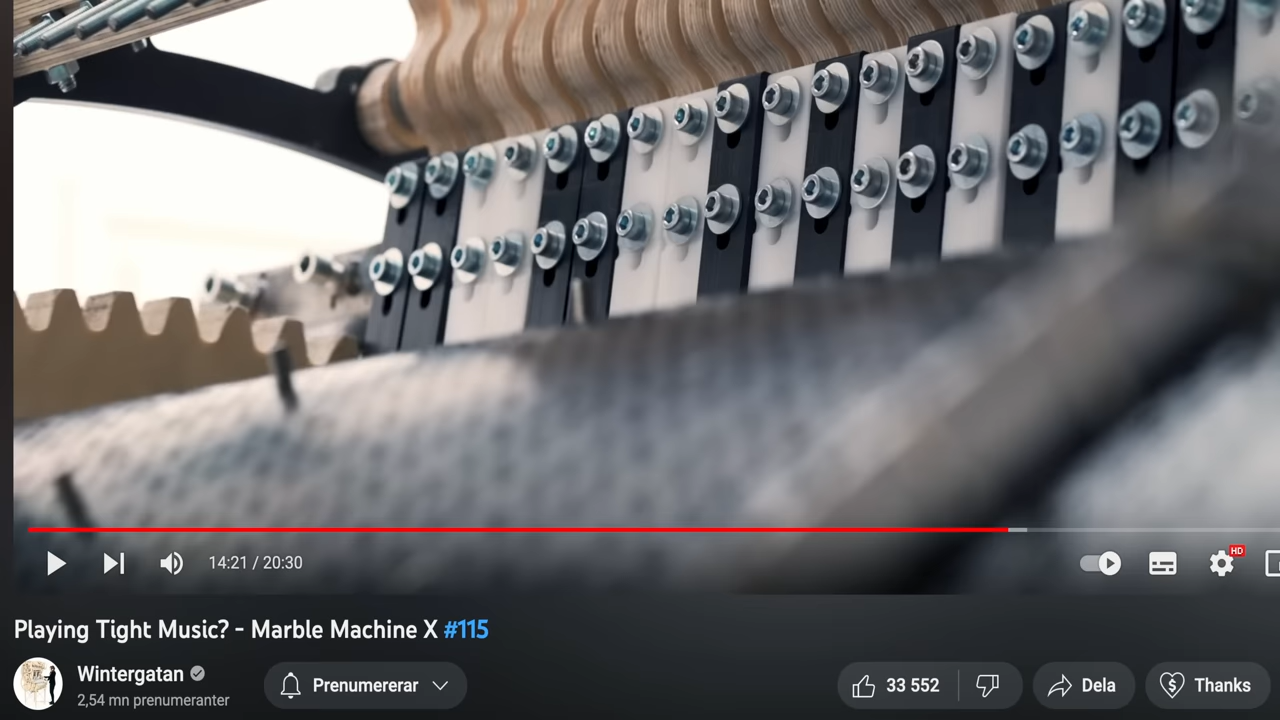 HD
14:21 / 20:30
Playing Tight Music? - Marble Machine X #115
Wintergatan
2,54 mn prenumeranter
Prenumererar
33 552
Dela
Thanks